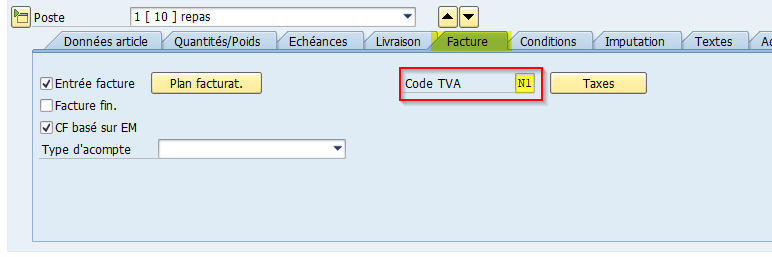 Poste 1 [ 10 ] repas
Données article Quantités/Poids Echéances Livraison Facture Conditions Imputation Textes
Entrée facture Plan facturat. Code TVA N1 Taxes
Facture fin.
CF basé sur EM
Type d'acompte